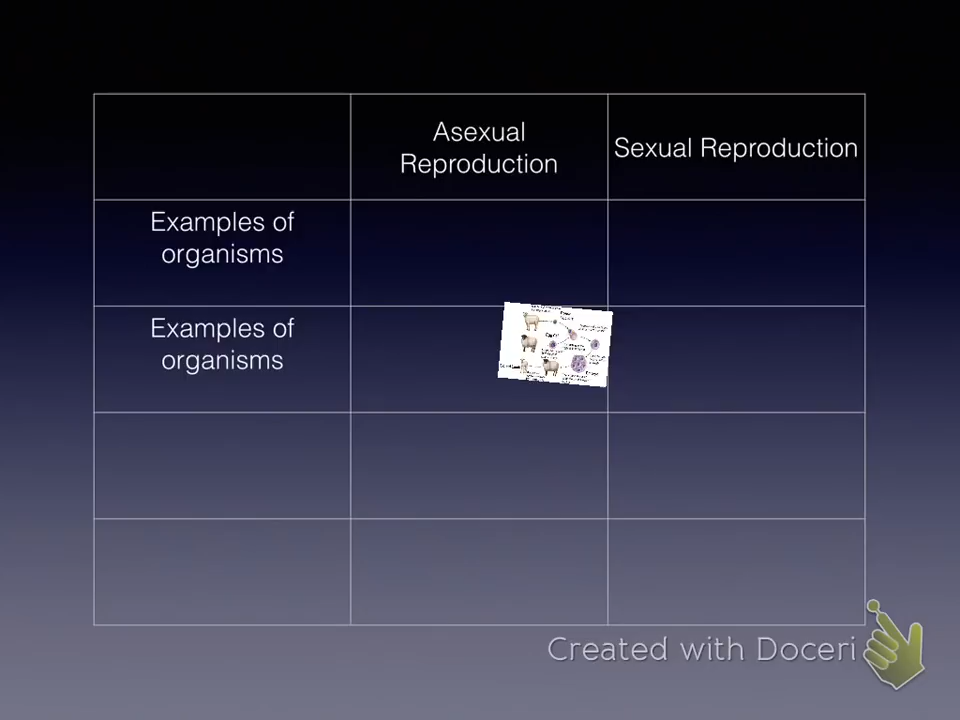 Asexual
Reproduction
Sexual Reproduction
Examples of
organisms
Examples of
organisms
Created with Doceri